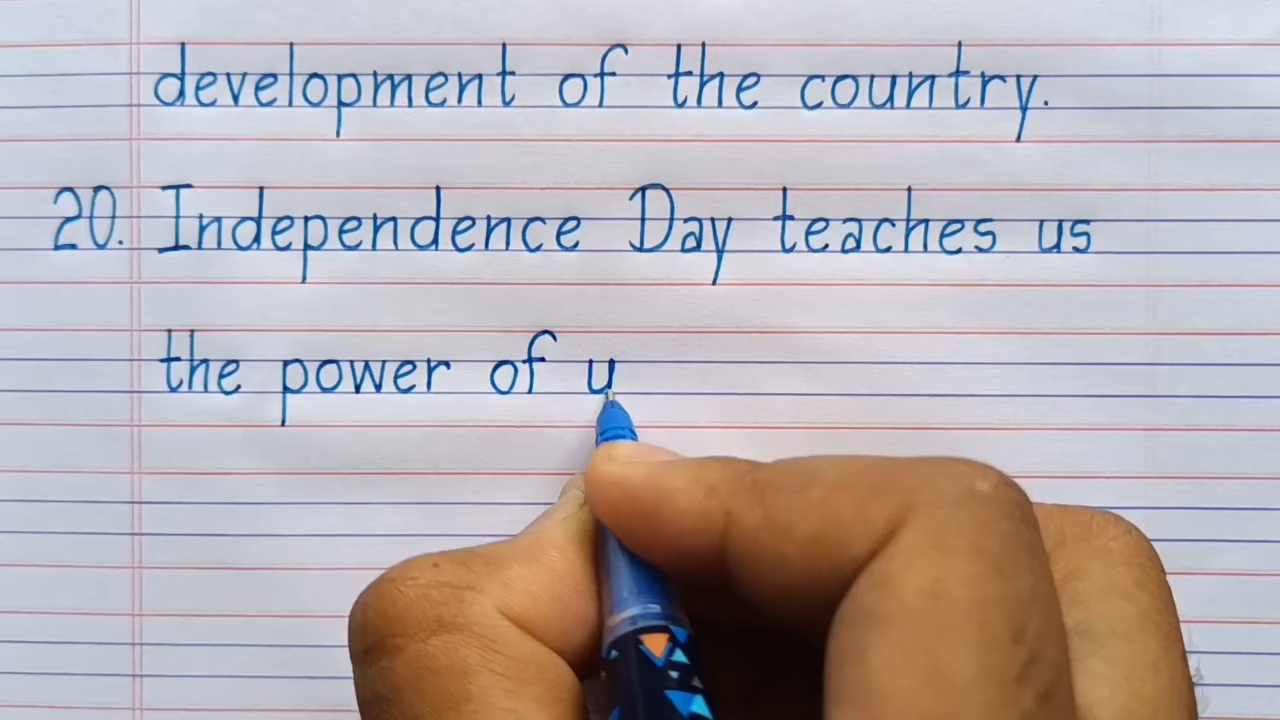 development of the country.
20. Independence Day teaches us
the power of u